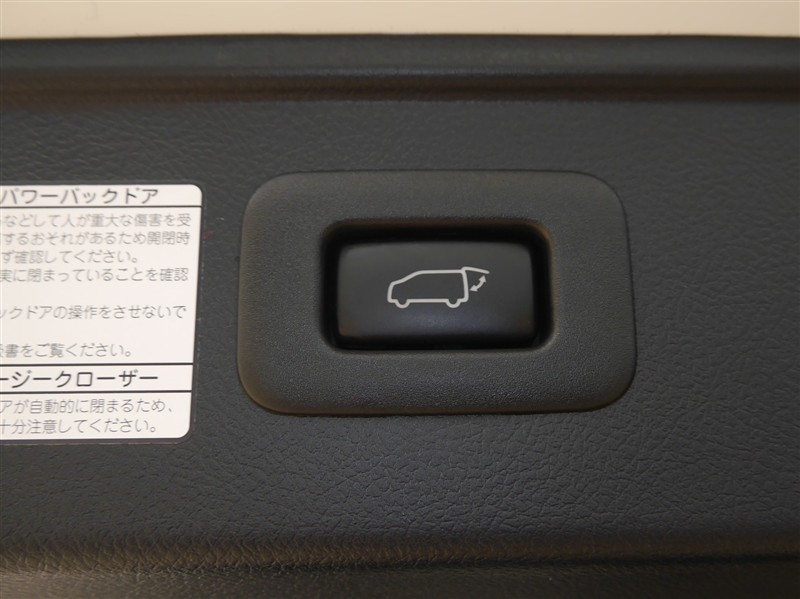 パワーバックドア
などして人が重大な傷害を受
するおそれがあるため開閉時
ず確認してください。
実に閉まっていることを確認
ックドアの操作をさせないで
書をご覧ください。
ージークローザー
アが自動的に閉まるため、
十分注意してください。